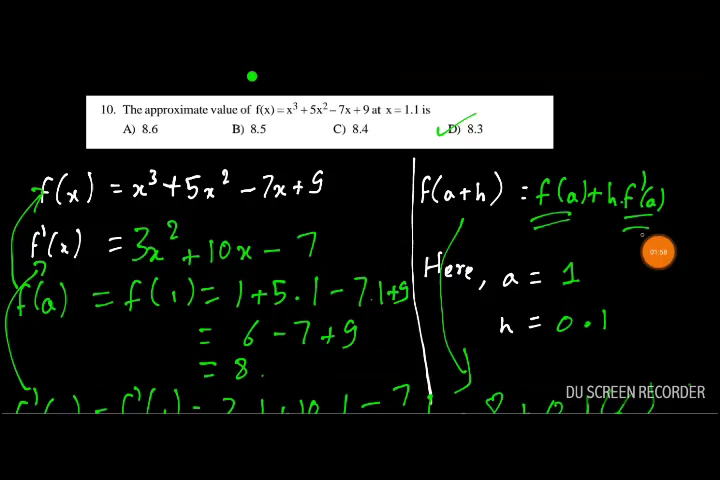 10. The approximate value of f(x) = x³ + 5x² – 7x + 9 at x = 1.1 is
A) 8.6 B) 8.5 C) 8.4 D) 8.3
f(x) = x³ + 5x² - 7x + 9
f'(x) = 3x² + 10x - 7
f(a) = f(1) = 1 + 5.1 - 7.1 + 9
= 6 - 7 + 9
= 8.
f(a+h) = f(a) + h.f'(a)
01:58
Here, a = 1
h = 0.1
DU SCREEN RECORDER